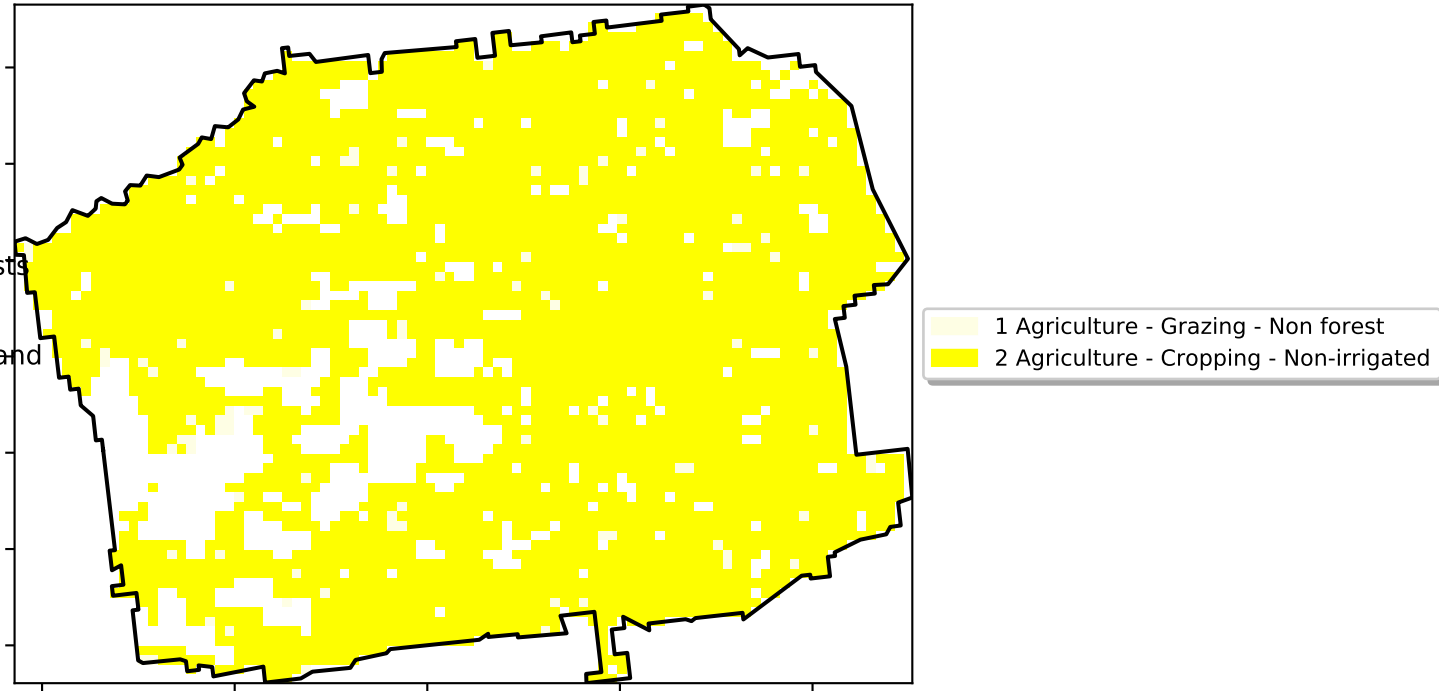 sts
and
1 Agriculture - Grazing - Non forest
2 Agriculture - Cropping - Non-irrigated